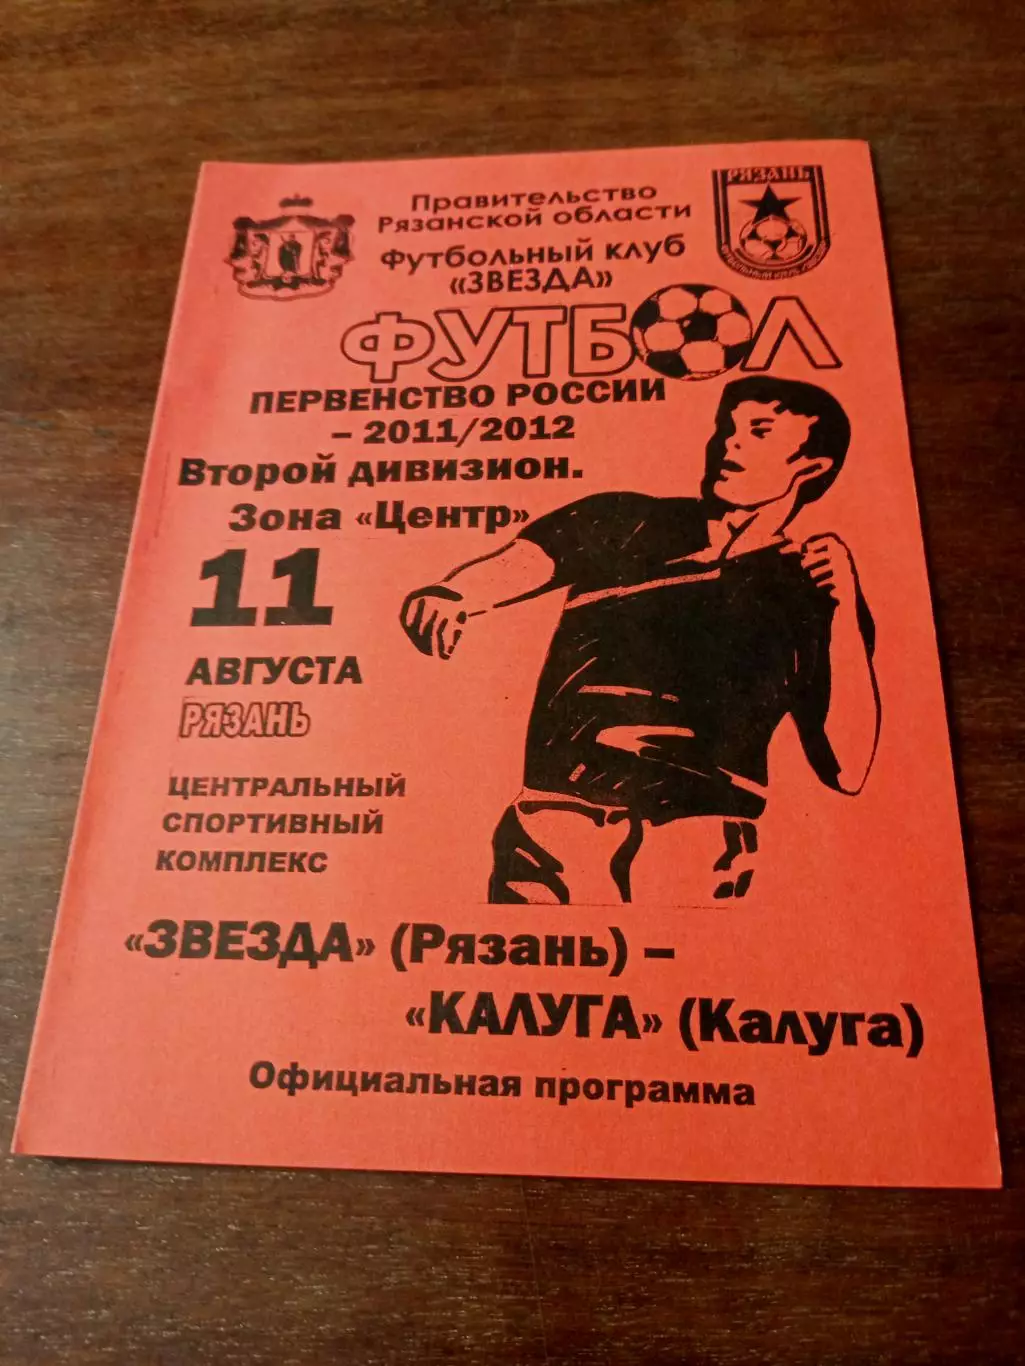 Правительство
Рязанской области
Футбольный клуб
«ЗВЕЗДА»
РЯЗАНЬ
ФУТБОЛ
ПЕРВЕНСТВО РОССИИ
– 2011/2012
Второй дивизион.
Зона «Центр»
11
АВГУСТА
РЯЗАНЬ
ЦЕНТРАЛЬНЫЙ
СПОРТИВНЫЙ
КОМПЛЕКС
«ЗВЕЗДА» (Рязань) –
«КАЛУГА» (Калуга)
Официальная программа